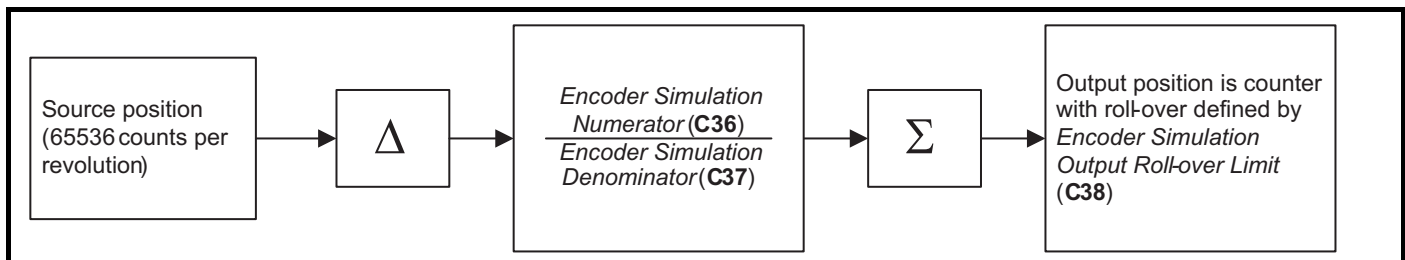 Source position
(65536 counts per
revolution)
Δ
Encoder Simulation
Numerator (C36)
Encoder Simulation
Denominator (C37)
Σ
Output position is counter
with roll-over defined by
Encoder Simulation
Output Roll-over Limit
(C38)